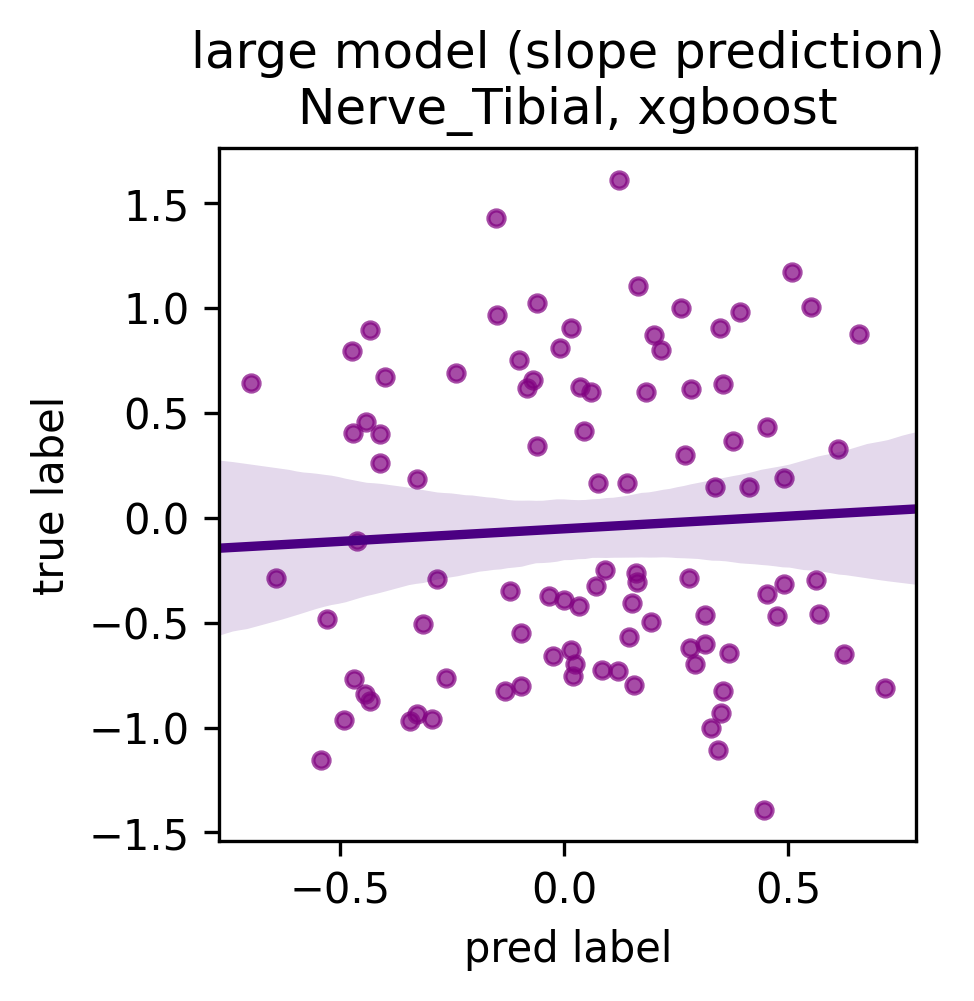 large model (slope prediction)
Nerve_Tibial, xgboost
1.5
1.0
0.5
0.0
−0.5
−1.0
−1.5
true label
−0.5
0.0
0.5
pred label